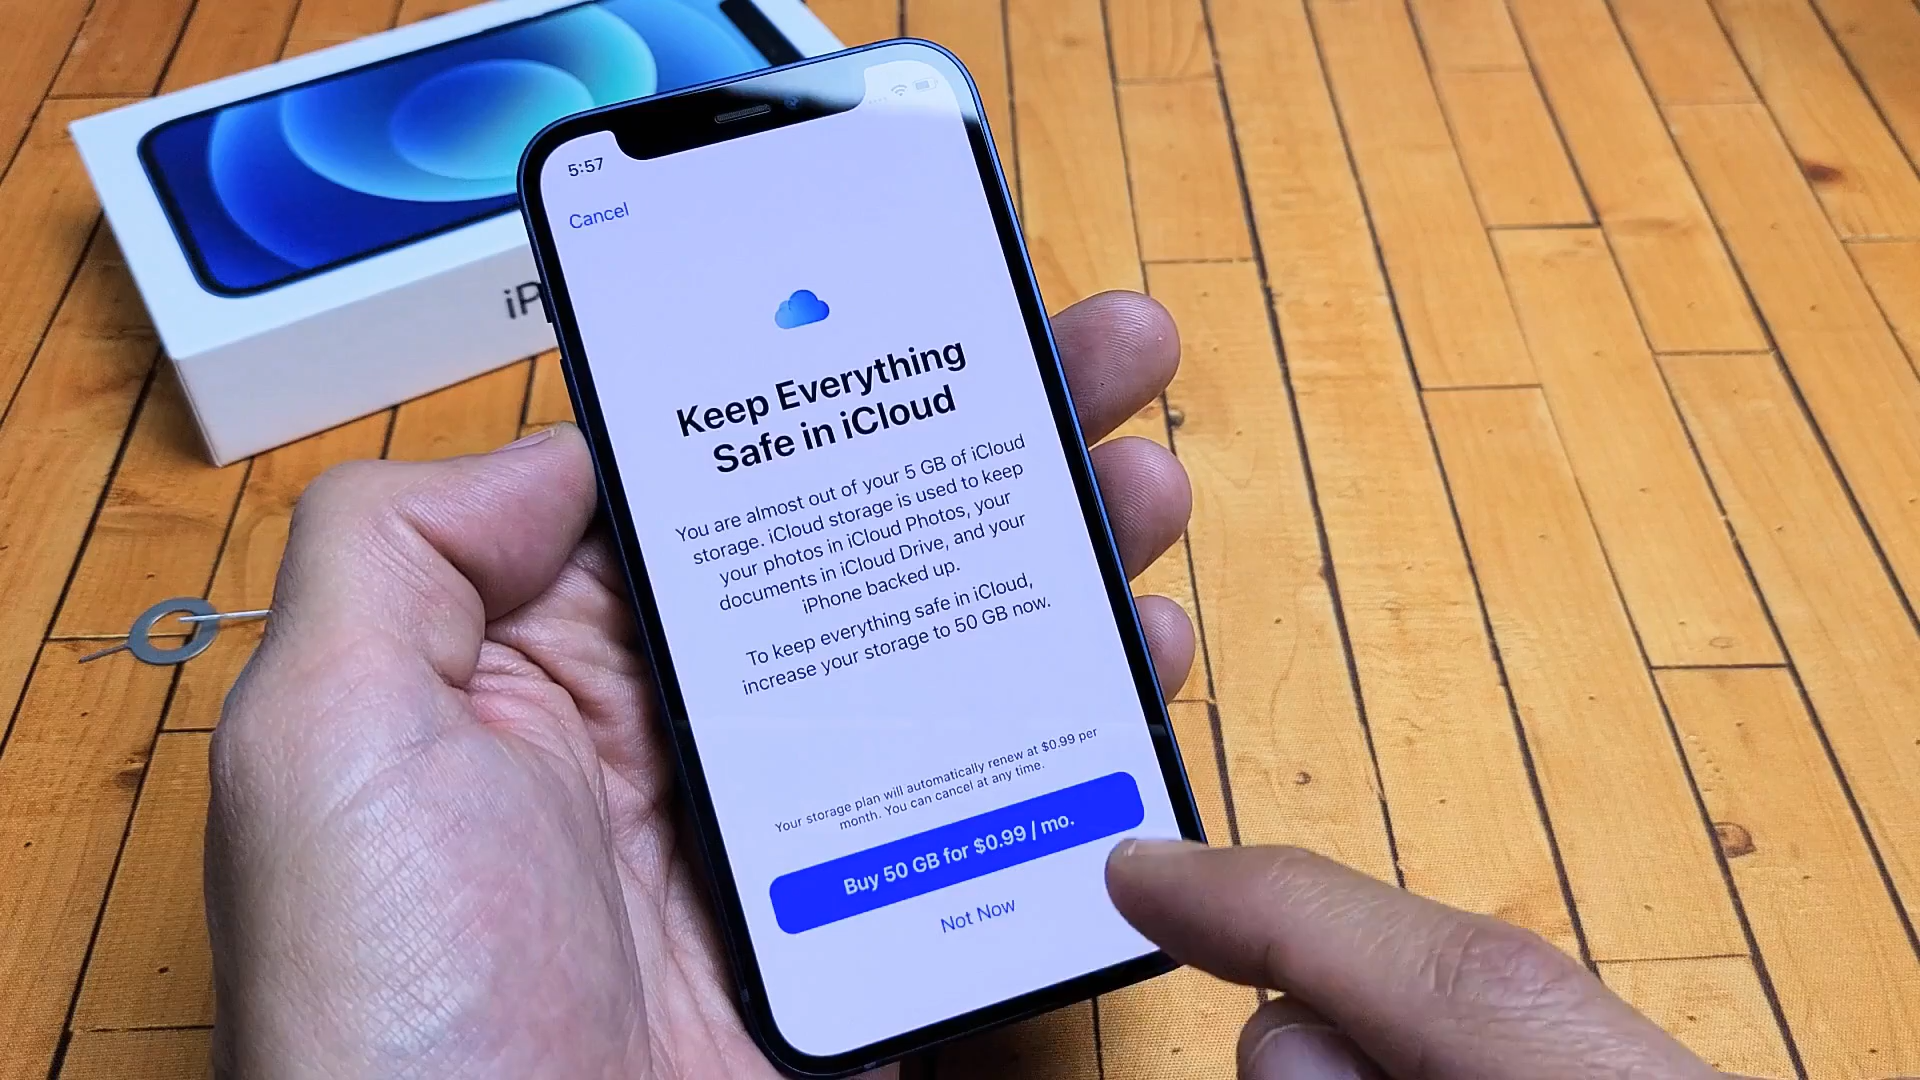 5:57
Cancel
Keep Everything
Safe in iCloud
You are almost out of your 5 GB of iCloud
storage. iCloud storage is used to keep
your photos in iCloud Photos, your
documents in iCloud Drive, and your
iPhone backed up.
To keep everything safe in iCloud,
increase your storage to 50 GB now.
Your storage plan will automatically renew at $0.99 per
month. You can cancel at any time.
Buy 50 GB for $0.99 / mo.
Not Now